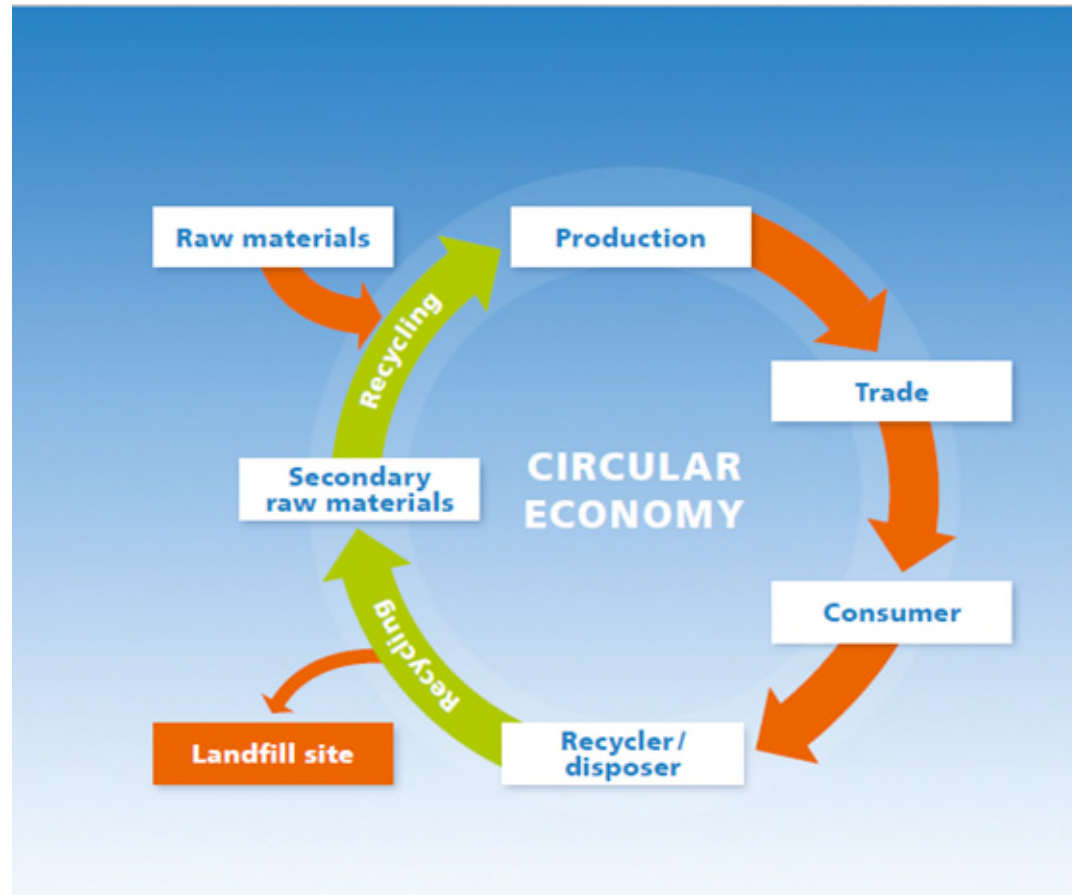 Raw materials
Production
Recycling
Trade
CIRCULAR
ECONOMY
Secondary
raw materials
Consumer
Recycling
Landfill site
Recycler/
disposer